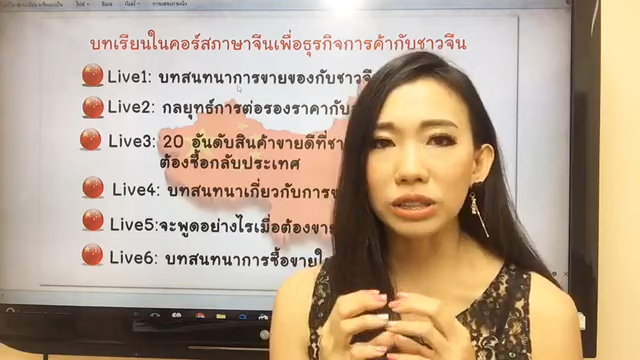 บทเรียนในคอร์สภาษาจีนเพื่อธุรกิจการค้ากับชาวจีน
Live1: บทสนทนาการขายของกับชาวจีน
Live2: กลยุทธ์การต่อรองราคากับ
Live3: 20 อันดับสินค้าขายดีที่ชา
ต้องซื้อกลับประเทศ
Live4: บทสนทนาเกี่ยวกับการ
Live5:จะพูดอย่างไรเมื่อต้อง
Live6: บทสนทนาการซื้อขาย